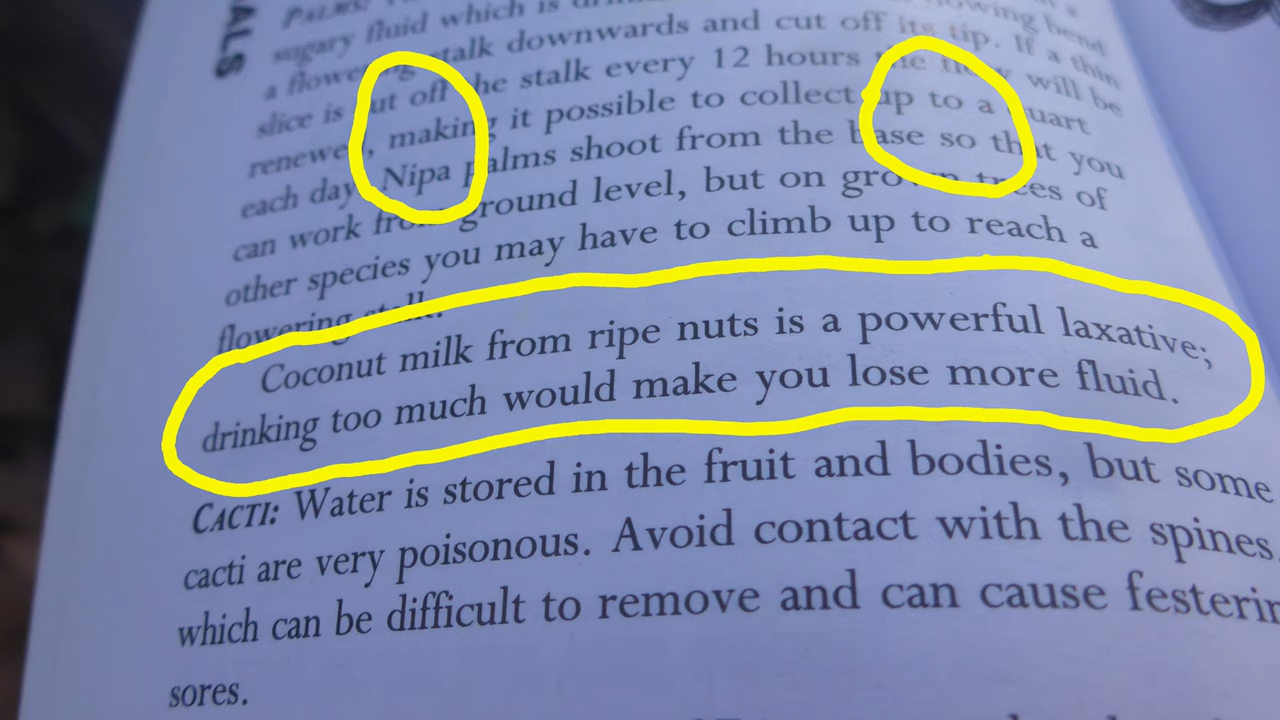 ALS
PALMS:
sugary fluid which is
a flowering stalk downwards and cut off its tip. If a thin
slice is cut off the stalk every 12 hours the flow will be
renewed, making it possible to collect up to a quart
each day. Nipa palms shoot from the base so that you
can work from ground level, but on grown trees of
other species you may have to climb up to reach a
flowering stalk.
Coconut milk from ripe nuts is a powerful laxative;
drinking too much would make you lose more fluid.
CACTI: Water is stored in the fruit and bodies, but some
cacti are very poisonous. Avoid contact with the spines,
which can be difficult to remove and can cause festerin
sores.